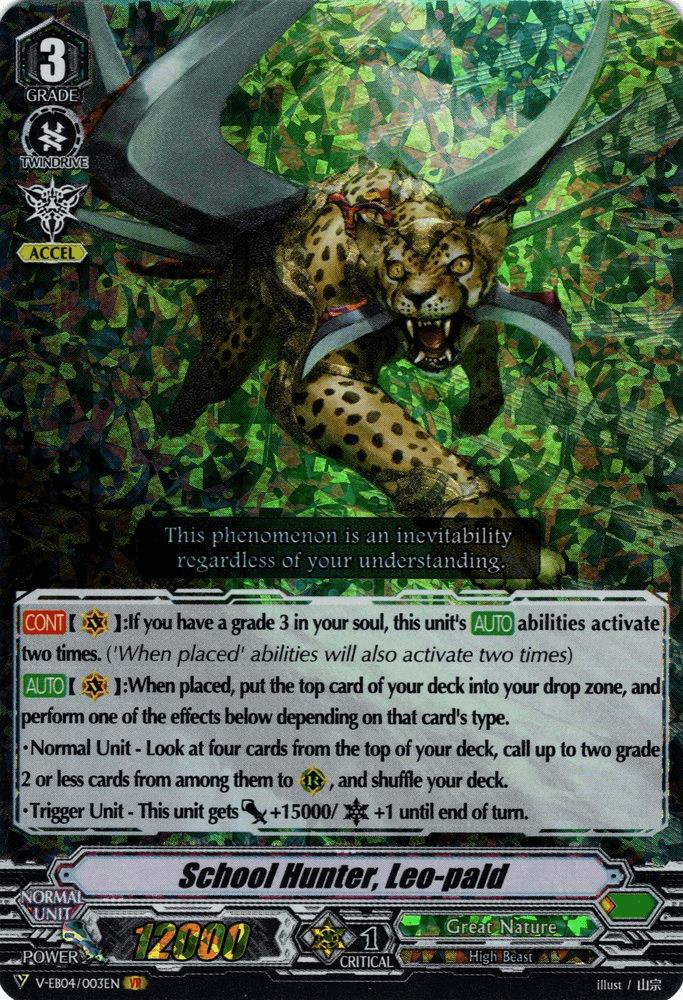 3
GRADE
TWINDRIVE
ACCEL
This phenomenon is an inevitability
regardless of your understanding.
CONT【 】:If you have a grade 3 in your soul, this unit's AUTO abilities activate
two times. ('When placed' abilities will also activate two times)
AUTO【 】:When placed, put the top card of your deck into your drop zone, and
perform one of the effects below depending on that card's type.
・Normal Unit - Look at four cards from the top of your deck, call up to two grade
2 or less cards from among them to R , and shuffle your deck.
・Trigger Unit - This unit gets +15000/ +1 until end of turn.
School Hunter, Leo-pald
NORMAL
UNIT
POWER 12000
1
CRITICAL
Great Nature
High Beast
V-EB04/003EN VR
illust / 山宗